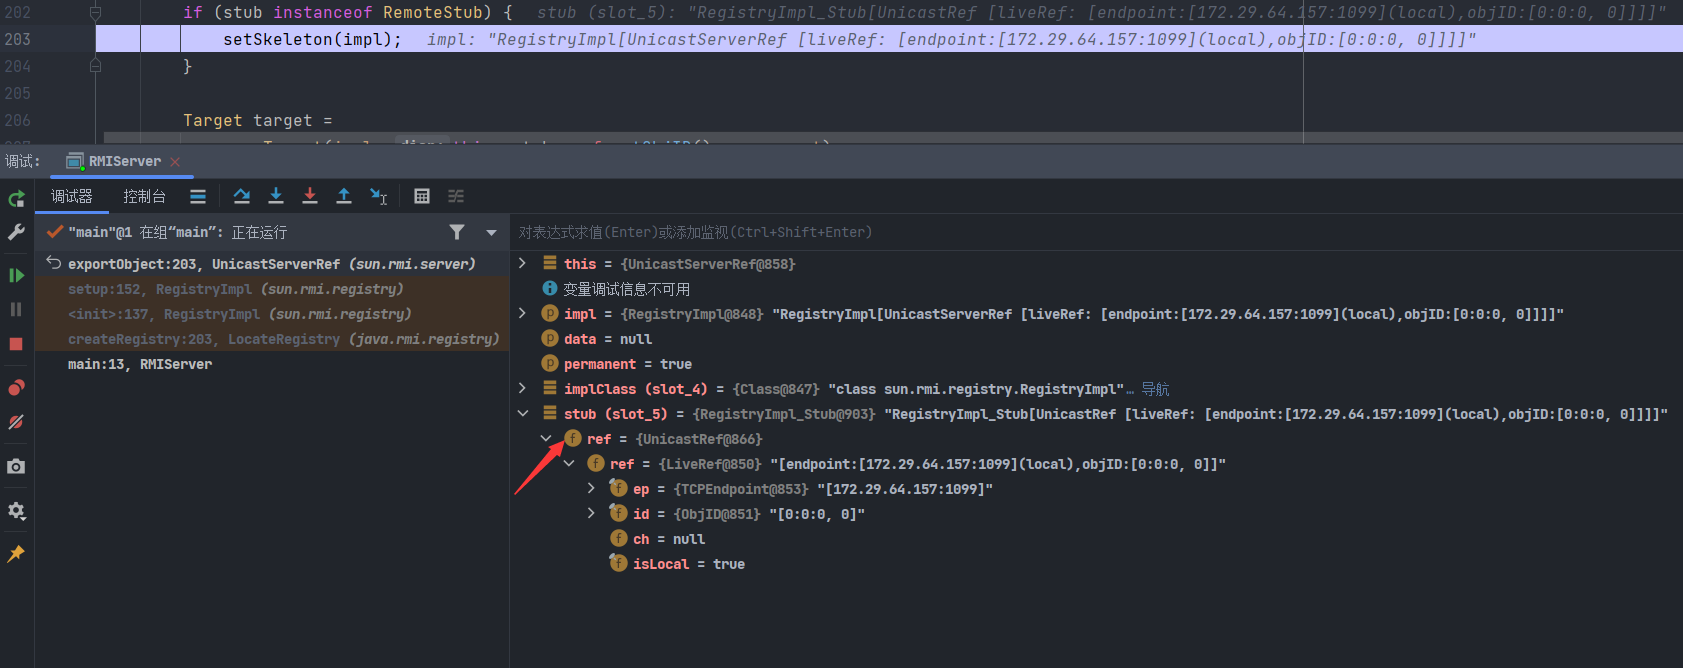 202 if (stub instanceof RemoteStub) { stub (slot_5): "RegistryImpl_Stub[UnicastRef [liveRef: [endpoint:[172.29.64.157:1099](local),objID:[0:0:0, 0]]]]"
203 setSkeleton(impl); impl: "RegistryImpl[UnicastServerRef [liveRef: [endpoint:[172.29.64.157:1099](local),objID:[0:0:0, 0]]]]"
204 }
205
206 Target target =
调试: RMIServer
调试器 控制台
"main"@1 在组“main”: 正在运行
exportObject:203, UnicastServerRef (sun.rmi.server)
setup:152, RegistryImpl (sun.rmi.registry)
<init>:137, RegistryImpl (sun.rmi.registry)
createRegistry:203, LocateRegistry (java.rmi.registry)
main:13, RMIServer
对表达式求值(Enter)或添加监视(Ctrl+Shift+Enter)
this = {UnicastServerRef@858}
变量调试信息不可用
impl = {RegistryImpl@848} "RegistryImpl[UnicastServerRef [liveRef: [endpoint:[172.29.64.157:1099](local),objID:[0:0:0, 0]]]]"
data = null
permanent = true
implClass (slot_4) = {Class@847} "class sun.rmi.registry.RegistryImpl"… 导航
stub (slot_5) = {RegistryImpl_Stub@903} "RegistryImpl_Stub[UnicastRef [liveRef: [endpoint:[172.29.64.157:1099](local),objID:[0:0:0, 0]]]]"
ref = {UnicastRef@866}
ref = {LiveRef@850} "[endpoint:[172.29.64.157:1099](local),objID:[0:0:0, 0]]"
ep = {TCPEndpoint@853} "[172.29.64.157:1099]"
id = {ObjID@851} "[0:0:0, 0]"
ch = null
isLocal = true